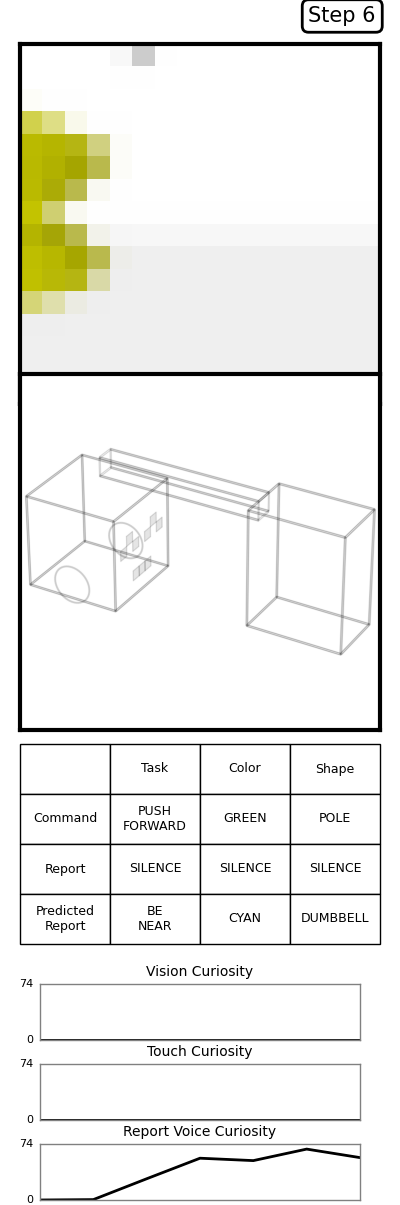 Step 6
Task Color Shape
Command PUSH FORWARD GREEN POLE
Report SILENCE SILENCE SILENCE
Predicted Report BE NEAR CYAN DUMBBELL
Vision Curiosity
74
0
Touch Curiosity
74
0
Report Voice Curiosity
74
0